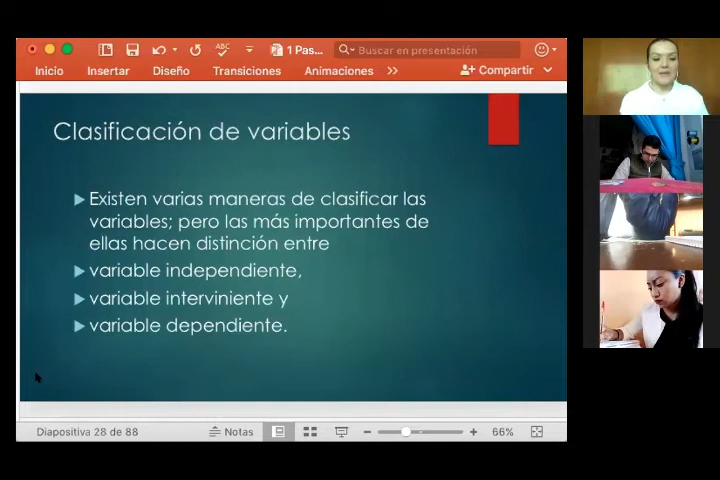 ABC
1 Pas...
Buscar en presentación
Inicio
Insertar
Diseño
Transiciones
Animaciones
Compartir
Clasificación de variables
Existen varias maneras de clasificar las
variables; pero las más importantes de
ellas hacen distinción entre
variable independiente,
variable interviniente y
variable dependiente.
Diapositiva 28 de 88
Notas
66%